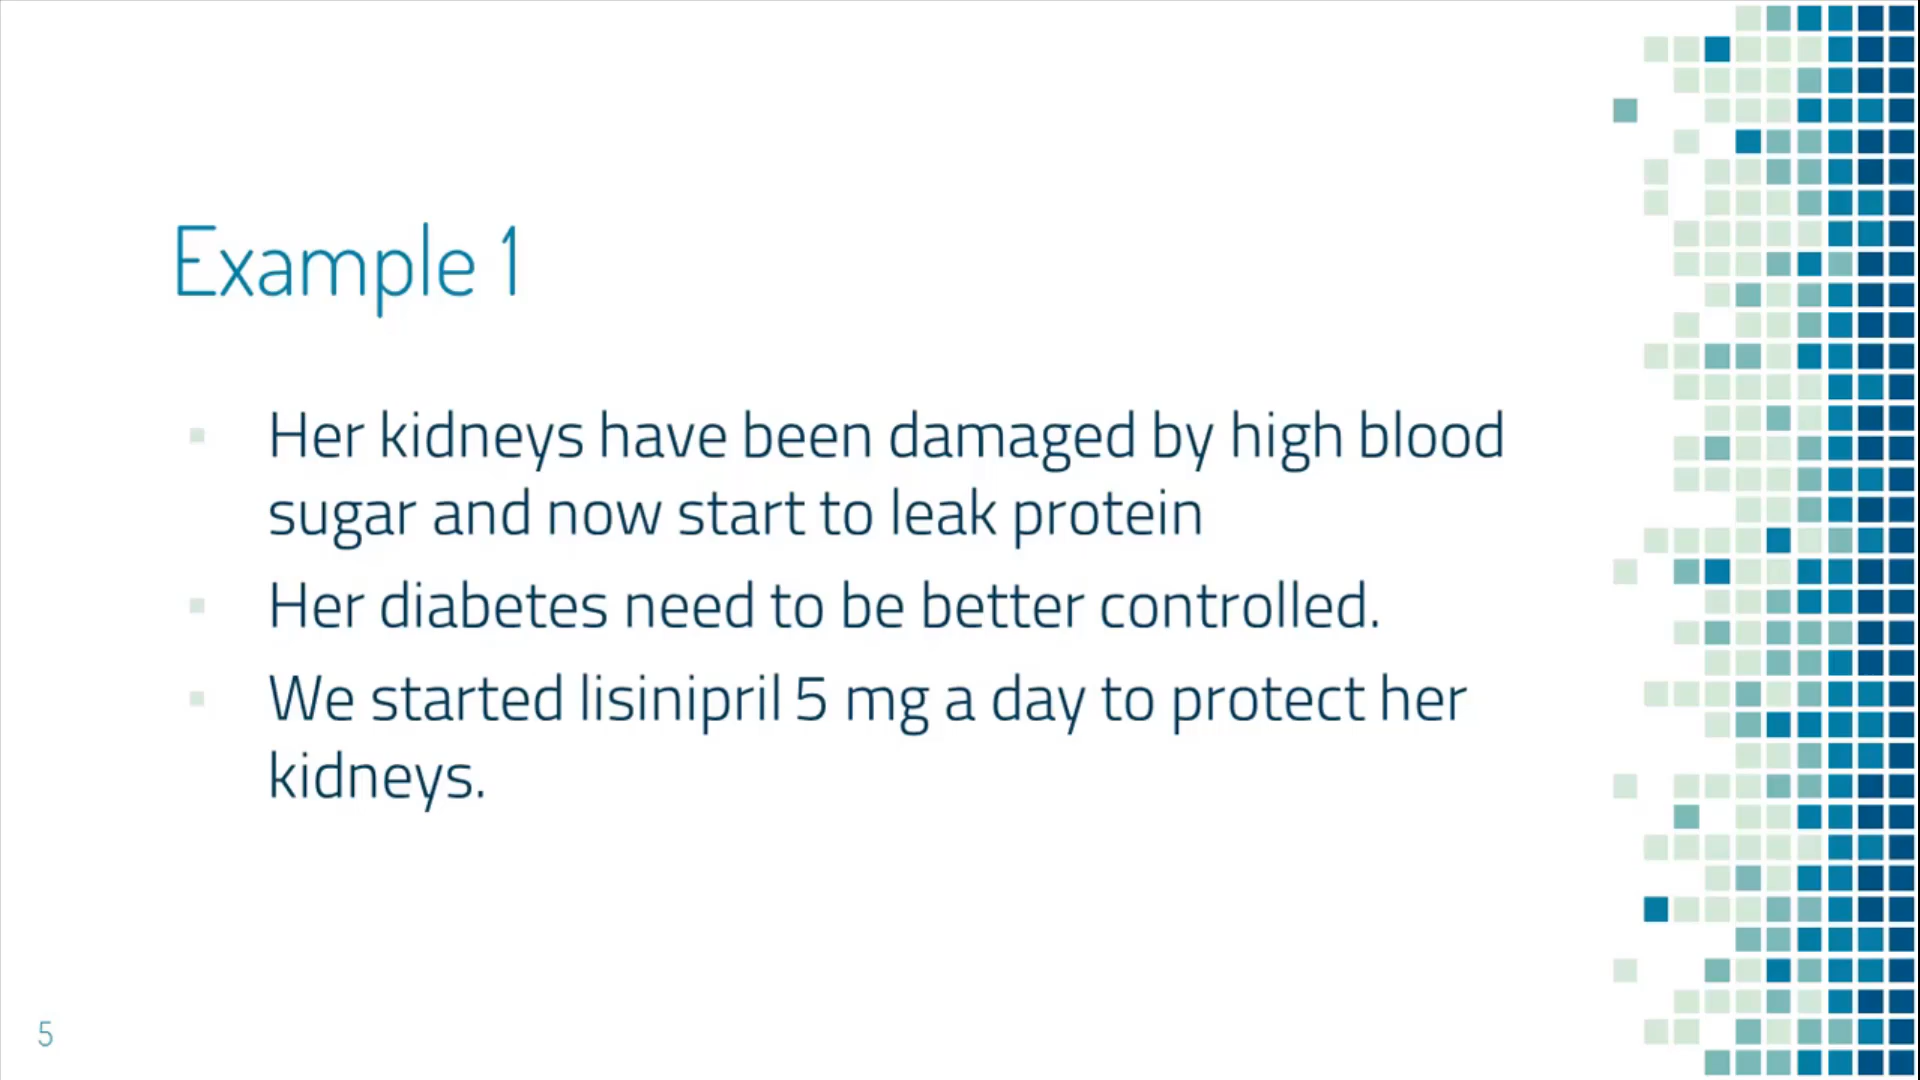 Example 1
Her kidneys have been damaged by high blood
sugar and now start to leak protein
Her diabetes need to be better controlled.
We started lisinipril 5 mg a day to protect her
kidneys.
5